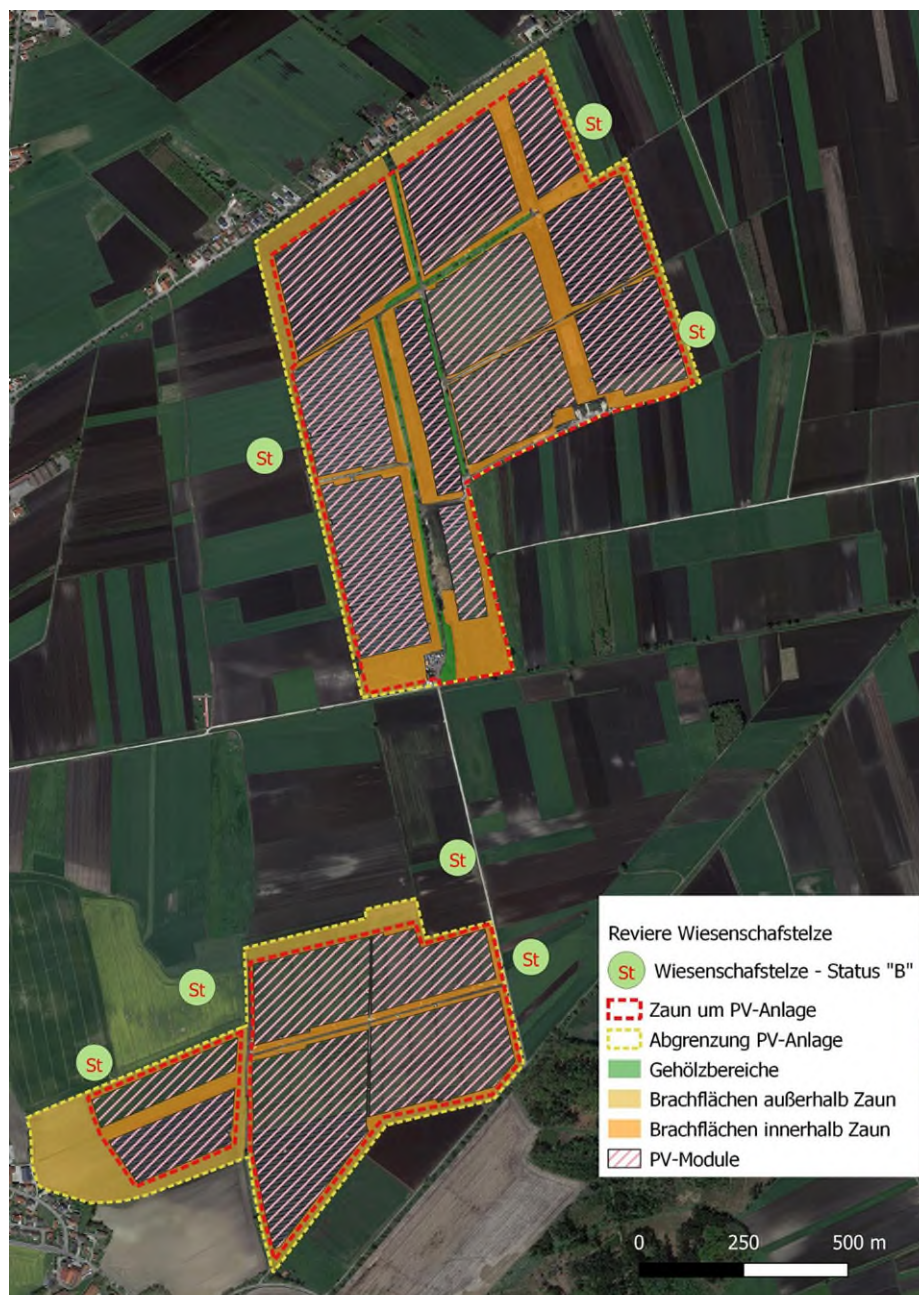 St
St
St
St
St
St
St
Reviere Wiesenschafstelze
St Wiesenschafstelze - Status "B"
Zaun um PV-Anlage
Abgrenzung PV-Anlage
Gehölzbereiche
Brachflächen außerhalb Zaun
Brachflächen innerhalb Zaun
PV-Module
0 250 500 m